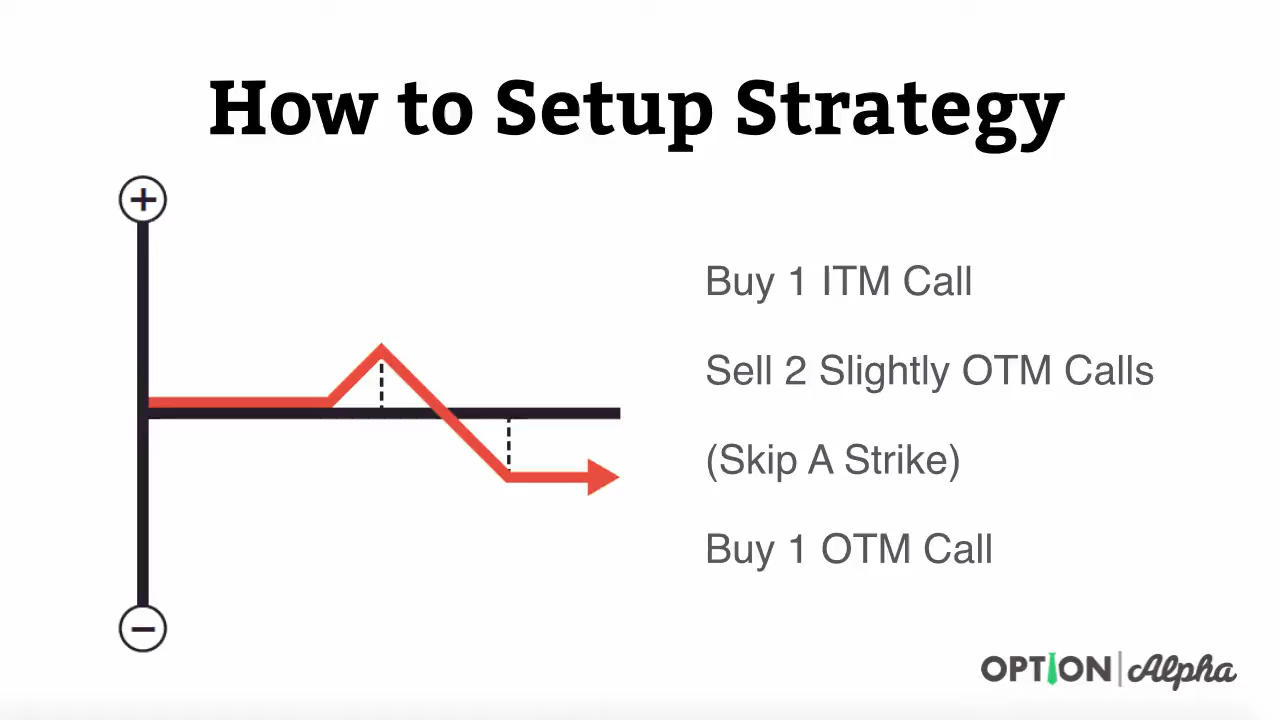 How to Setup Strategy
+
Buy 1 ITM Call
Sell 2 Slightly OTM Calls
(Skip A Strike)
Buy 1 OTM Call
−
OPTION | Alpha